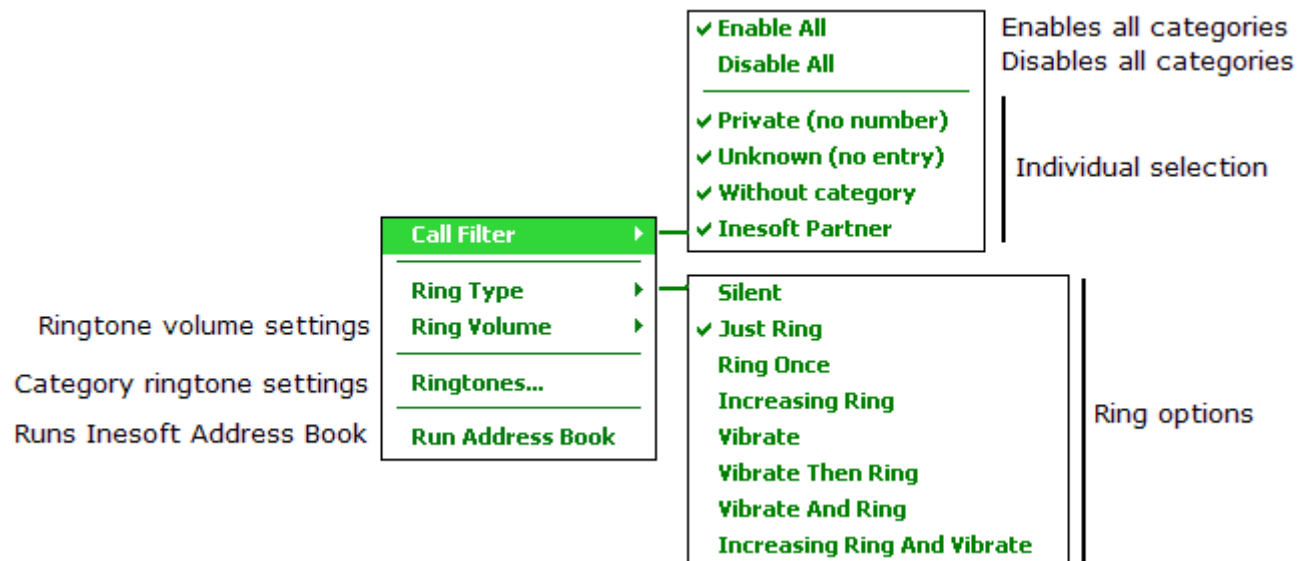 Enable All
Disable All
Private (no number)
Unknown (no entry)
Without category
Inesoft Partner
Enables all categories
Disables all categories
Individual selection
Call Filter
Ring Type
Ring Volume
Ringtones...
Run Address Book
Ringtone volume settings
Category ringtone settings
Runs Inesoft Address Book
Silent
Just Ring
Ring Once
Increasing Ring
Vibrate
Vibrate Then Ring
Vibrate And Ring
Increasing Ring And Vibrate
Ring options